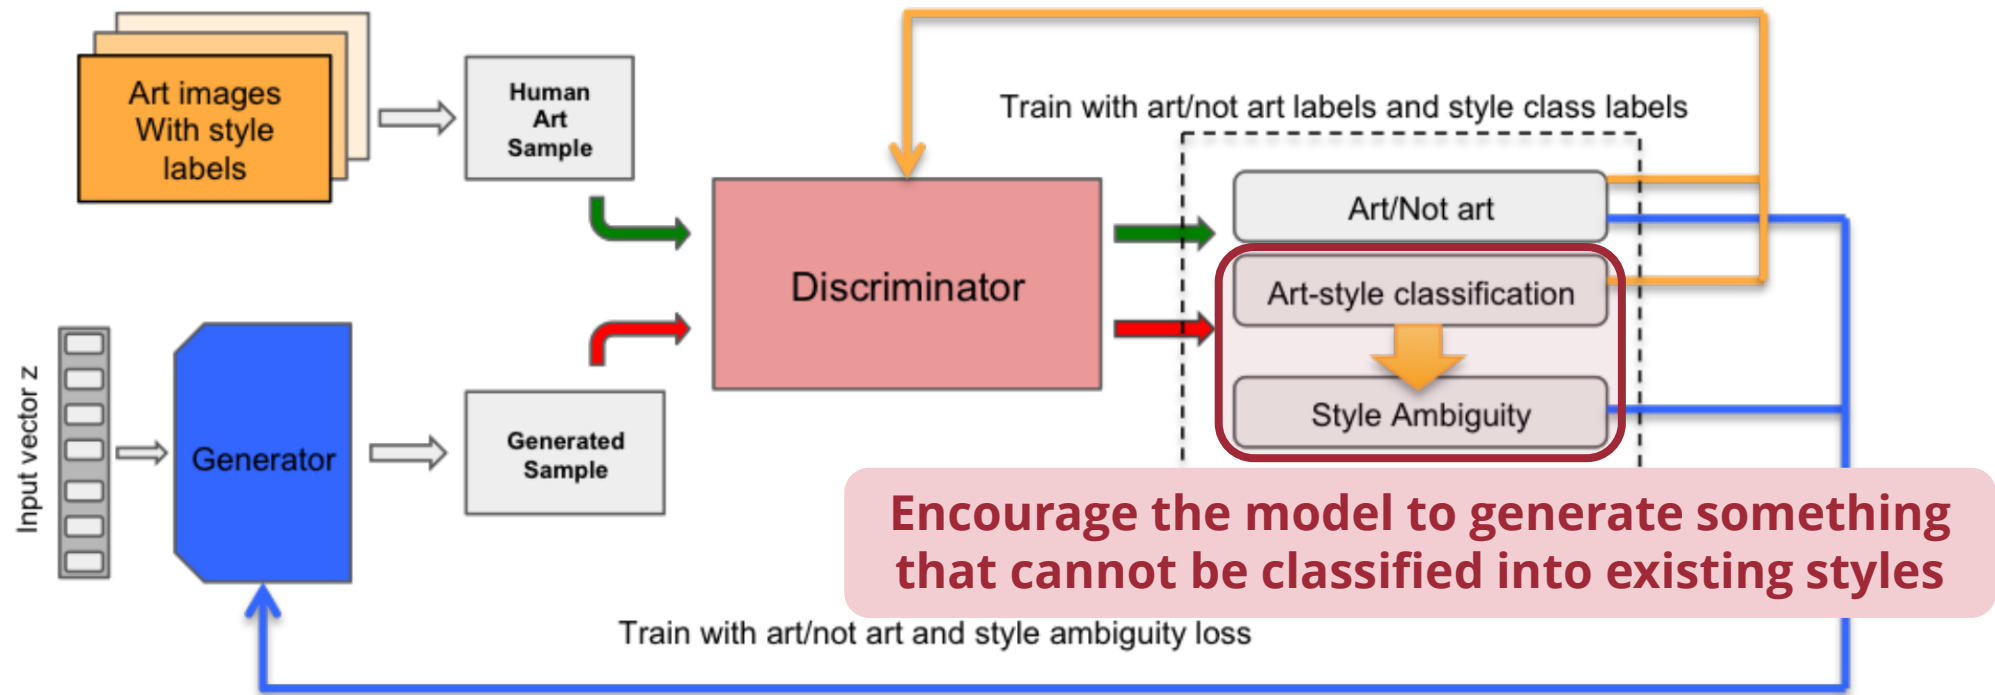 Art images
With style
labels
Human
Art
Sample
Train with art/not art labels and style class labels
Art/Not art
Discriminator
Art-style classification
Style Ambiguity
Input vector z
Generator
Generated
Sample
Encourage the model to generate something
that cannot be classified into existing styles
Train with art/not art and style ambiguity loss